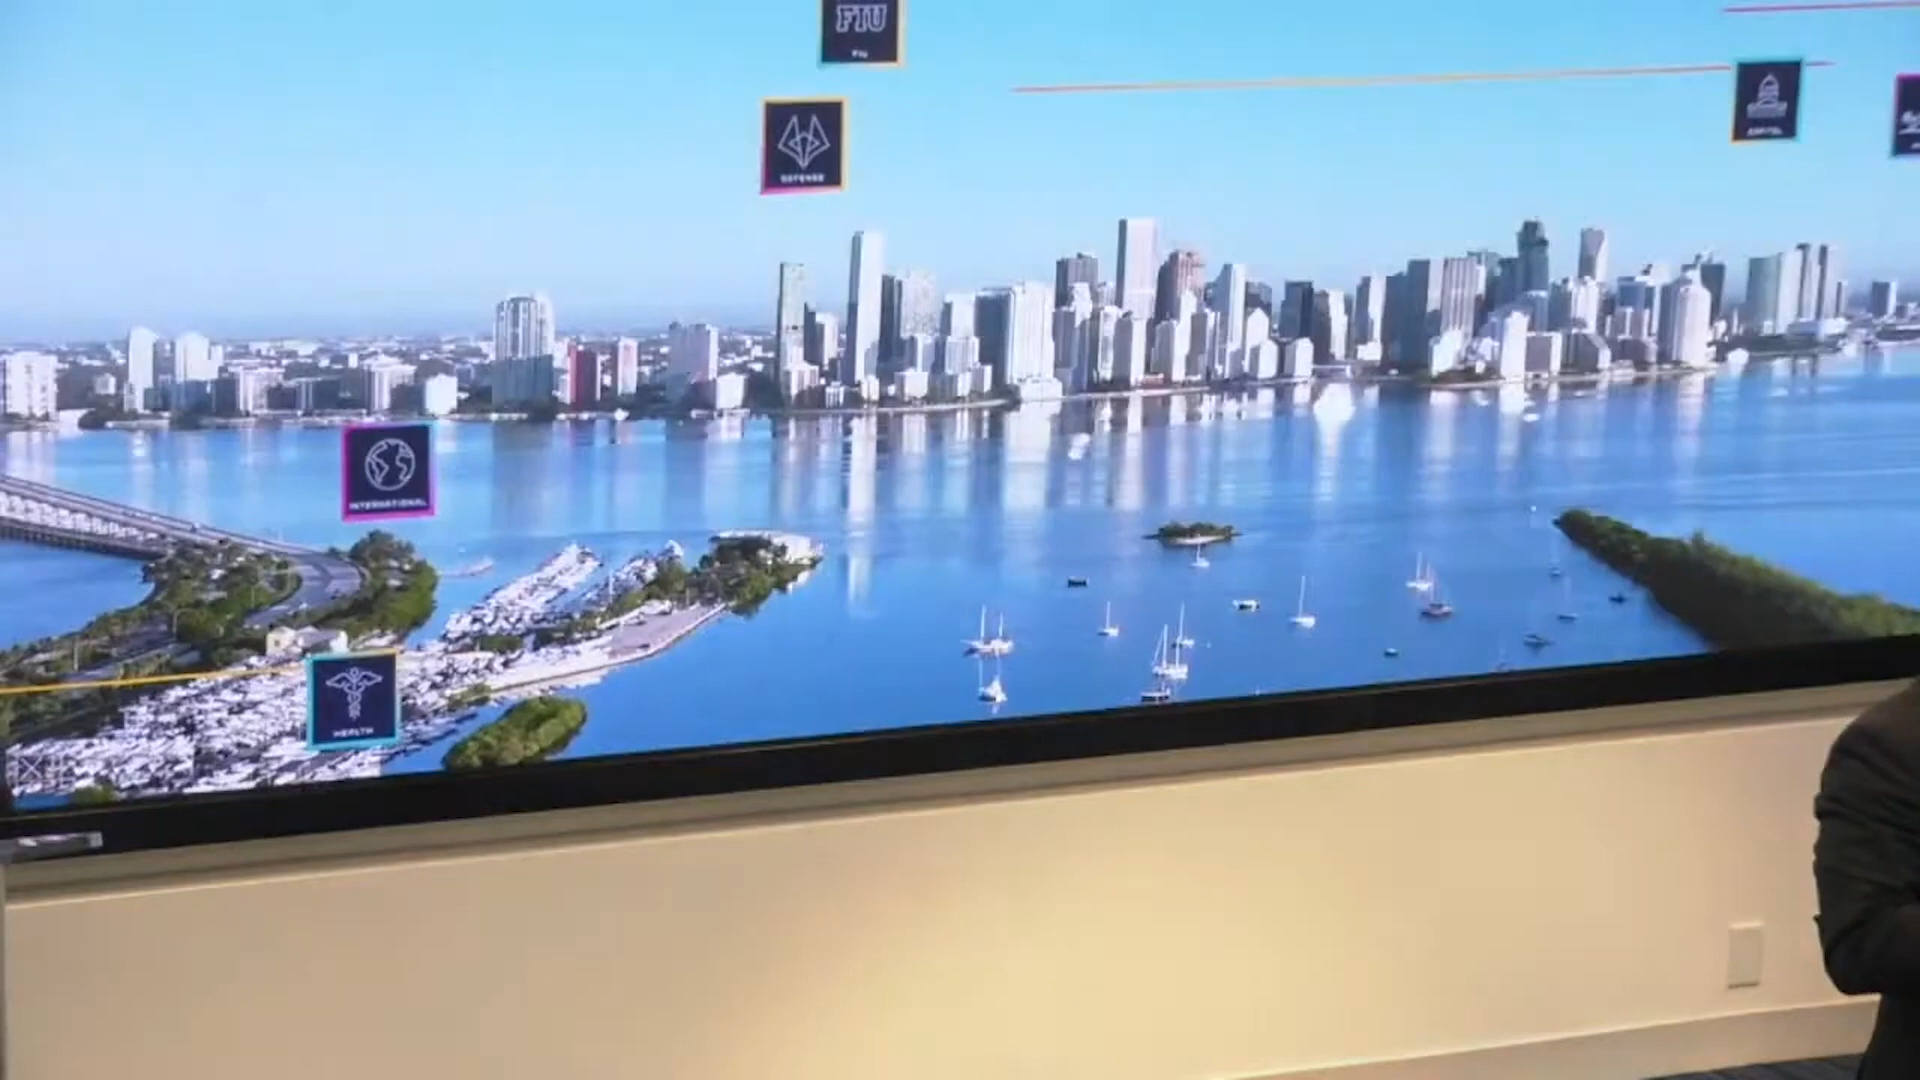 FIU
FIU
DEFENSE
CAPITOL
INTERNATIONAL
HEALTH